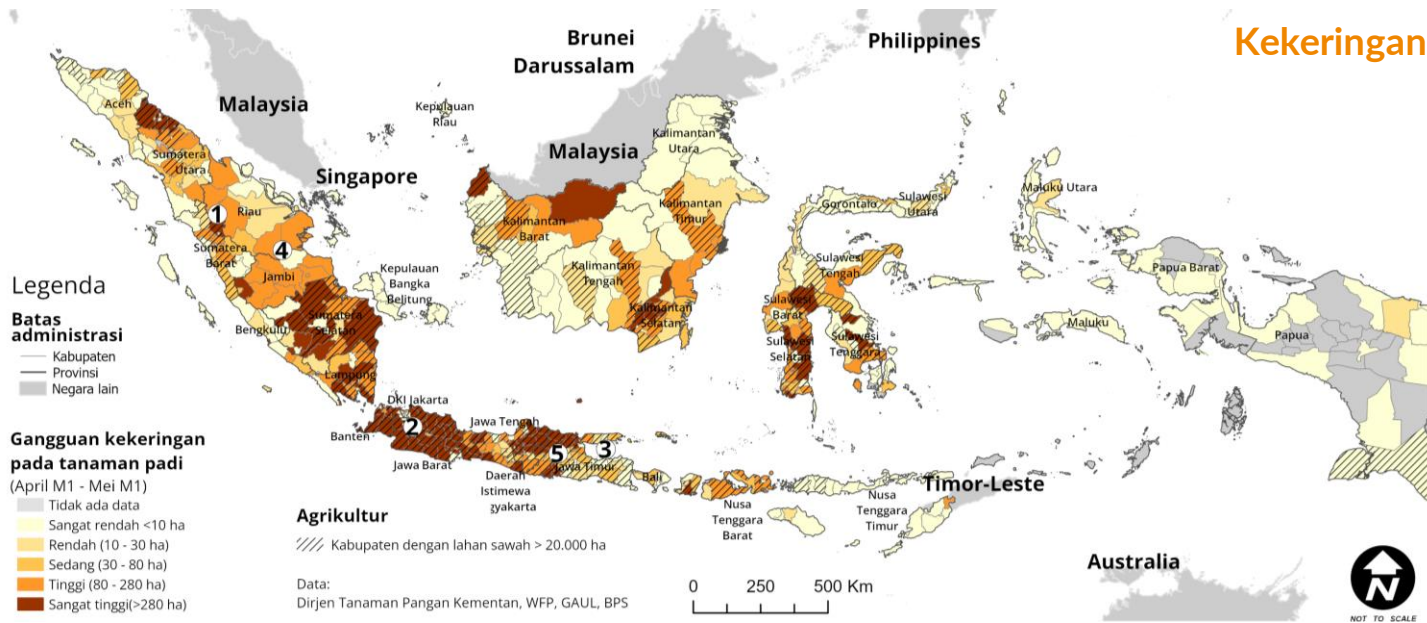 Kekeringan
Philippines
Brunei
Darussalam
Malaysia
Kepulauan
Riau
Aceh
Kalimantan
Utara
Malaysia
Sumatera
Utara
Singapore
Maluku Utara
Sulawesi
Utara
Gorontalo
Kalimantan
Timur
1
Riau
Kalimantan
Barat
4
Sumatera
Barat
Sulawesi
Tengah
Papua Barat
Jambi
Kepulauan
Bangka
Belitung
Kalimantan
Tengah
Sulawesi
Barat
Kalimantan
Selatan
Maluku
Papua
Sumatera
Selatan
Bengkulu
Sulawesi
Selatan
Sulawesi
Tenggara
Lampung
DKI Jakarta
Banten
2
Jawa Barat
Jawa Tengah
5
3
Jawa Timur
Daerah
Istimewa
gyakarta
Bali
Nusa
Tenggara
Barat
Nusa
Tenggara
Timur
Timor-Leste
Australia
Legenda
Batas
administrasi
Kabupaten
Provinsi
Negara lain
Gangguan kekeringan
pada tanaman padi
(April M1 - Mei M1)
Tidak ada data
Sangat rendah <10 ha
Rendah (10 - 30 ha)
Sedang (30 - 80 ha)
Tinggi (80 - 280 ha)
Sangat tinggi(>280 ha)
Agrikultur
Kabupaten dengan lahan sawah > 20.000 ha
Data:
Dirjen Tanaman Pangan Kementan, WFP, GAUL, BPS
0 250 500 Km
N
NOT TO SCALE